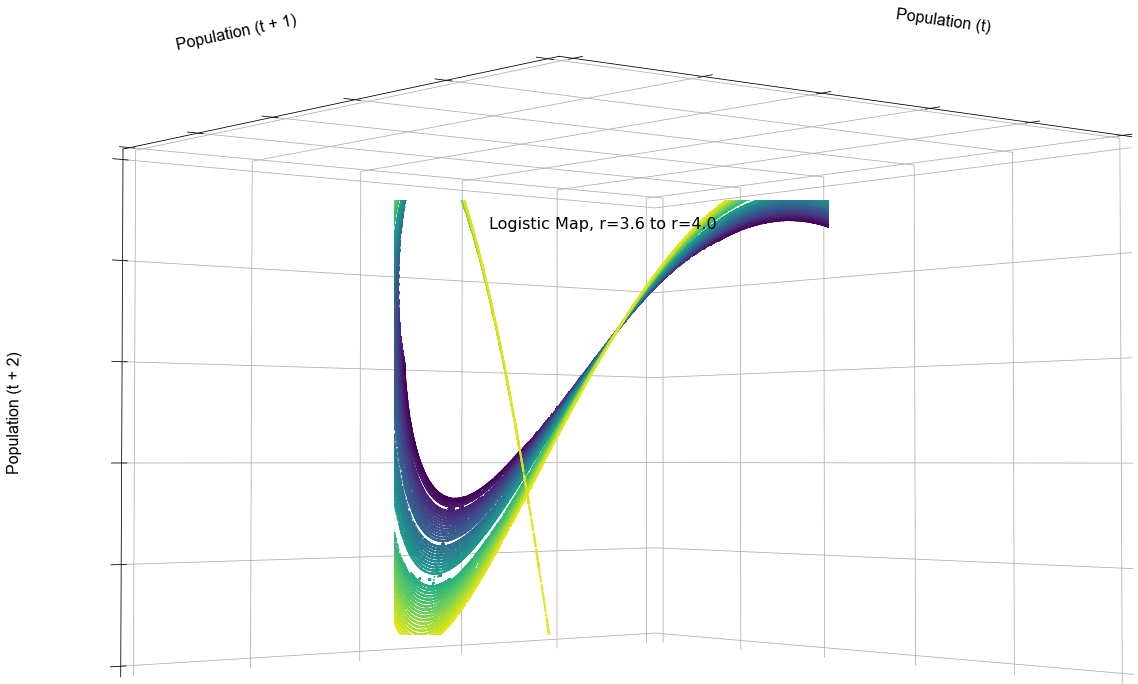 Population (t + 1)
Population (t)
Logistic Map, r=3.6 to r=4.0
Population (t + 2)